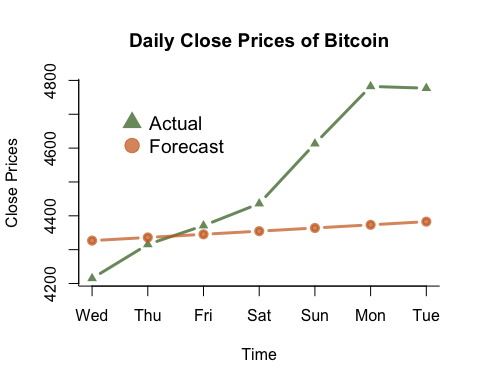 Daily Close Prices of Bitcoin
Close Prices
4800
4600
4400
4200
Actual
Forecast
Wed Thu Fri Sat Sun Mon Tue
Time